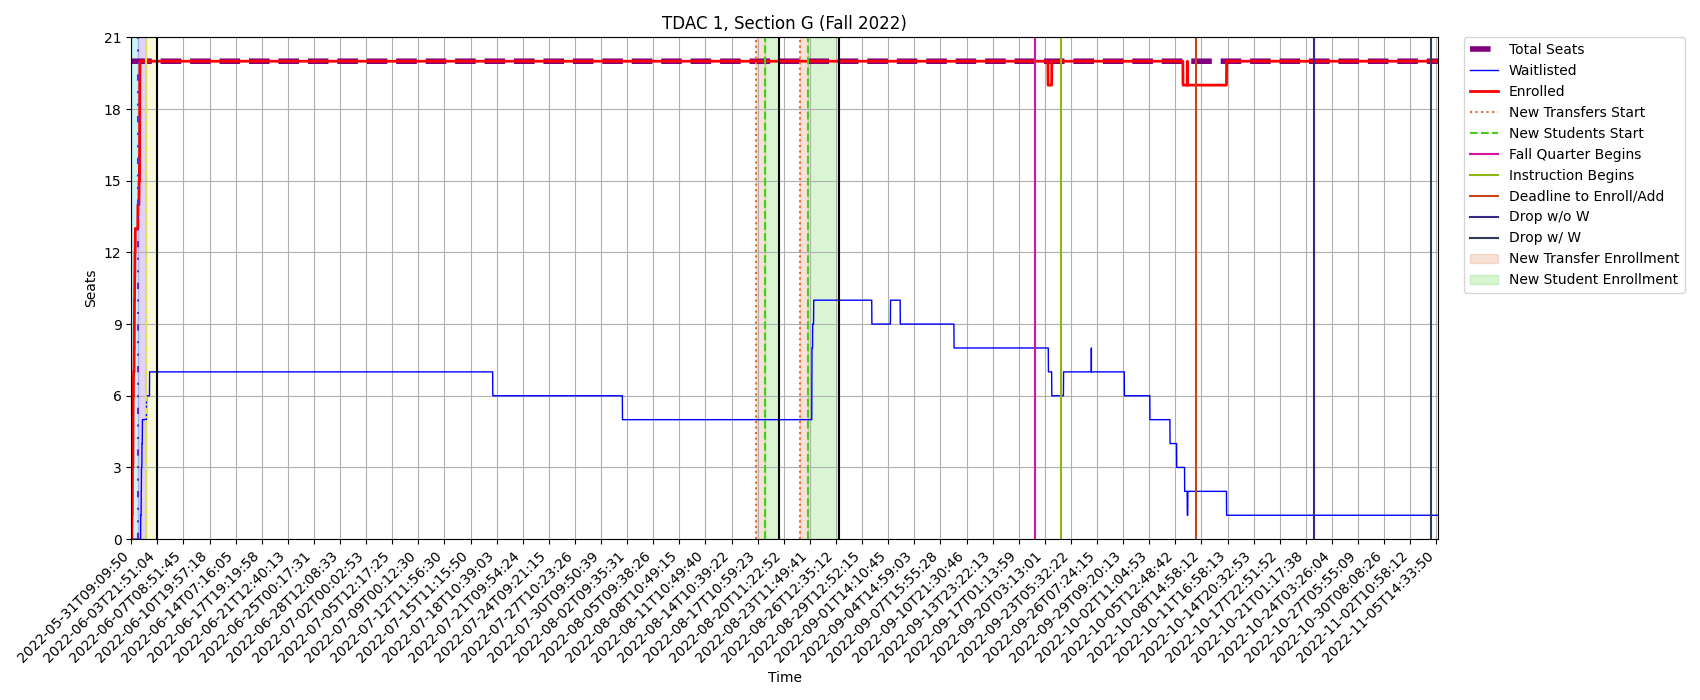 TDAC 1, Section G (Fall 2022)
21
18
15
12
9
6
3
0
Seats
2022-05-31T09:09:50
2022-06-03T21:51:04
2022-06-07T08:51:45
2022-06-10T19:57:18
2022-06-14T07:16:05
2022-06-17T19:19:58
2022-06-21T12:40:13
2022-06-25T00:17:31
2022-06-28T12:08:33
2022-07-02T00:02:53
2022-07-05T12:17:25
2022-07-09T00:12:30
2022-07-12T11:56:30
2022-07-15T11:15:50
2022-07-18T10:39:03
2022-07-21T09:54:24
2022-07-24T09:21:15
2022-07-27T10:23:26
2022-07-30T09:50:39
2022-08-02T09:35:31
2022-08-05T09:38:26
2022-08-08T10:49:15
2022-08-11T10:49:40
2022-08-14T10:39:22
2022-08-17T10:59:23
2022-08-20T11:22:52
2022-08-23T11:49:41
2022-08-26T12:35:12
2022-08-29T12:52:15
2022-09-01T14:10:45
2022-09-04T14:59:03
2022-09-07T15:55:28
2022-09-10T21:30:46
2022-09-13T23:22:13
2022-09-17T01:13:59
2022-09-20T03:13:01
2022-09-23T05:32:22
2022-09-26T07:24:15
2022-09-29T09:20:13
2022-10-02T11:04:53
2022-10-05T12:48:42
2022-10-08T14:58:12
2022-10-11T16:58:13
2022-10-14T20:32:53
2022-10-17T22:51:52
2022-10-21T01:17:38
2022-10-24T03:26:04
2022-10-27T05:55:09
2022-10-30T08:08:26
2022-11-02T10:58:12
2022-11-05T14:33:50
Time
Total Seats
Waitlisted
Enrolled
New Transfers Start
New Students Start
Fall Quarter Begins
Instruction Begins
Deadline to Enroll/Add
Drop w/o W
Drop w/ W
New Transfer Enrollment
New Student Enrollment